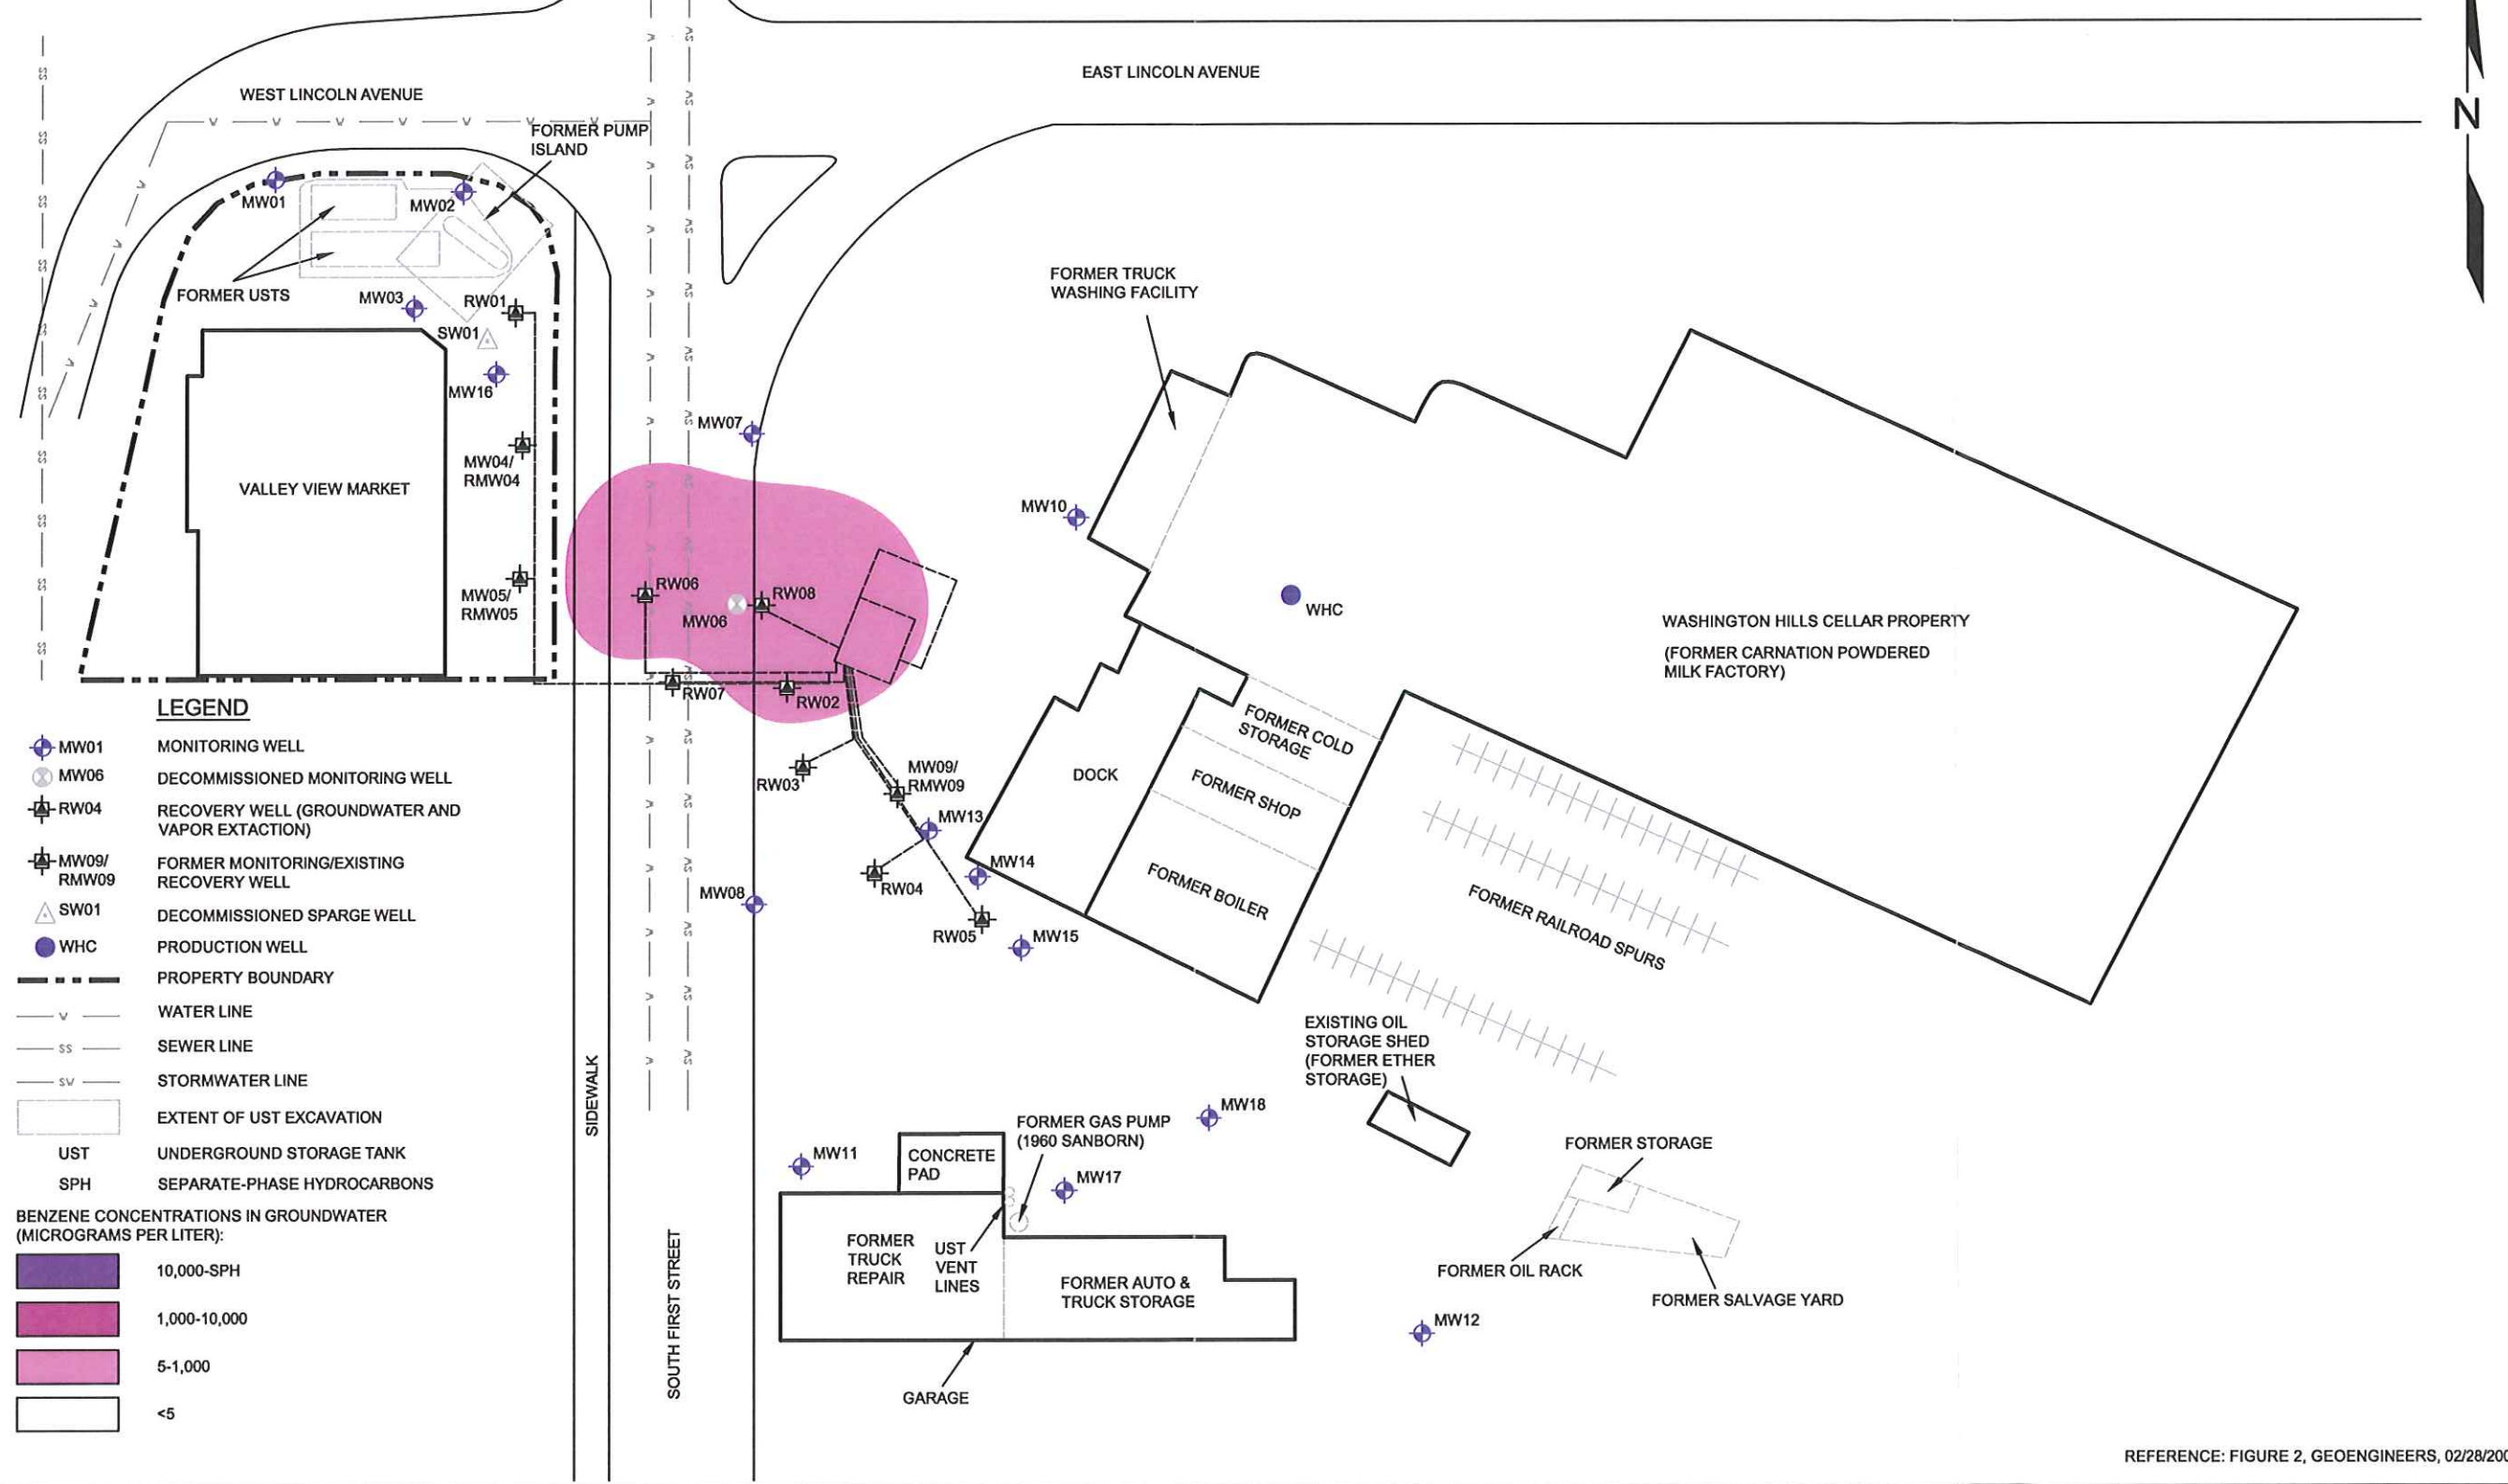 WEST LINCOLN AVENUE
EAST LINCOLN AVENUE
N
FORMER PUMP
ISLAND
MW01
MW02
FORMER USTS
MW03
RW01
SW01
MW16
MW04/
RMW04
VALLEY VIEW MARKET
MW05/
RMW05
MW07
RW06
RW08
MW06
RW07
RW02
FORMER TRUCK
WASHING FACILITY
MW10
WHC
WASHINGTON HILLS CELLAR PROPERTY
(FORMER CARNATION POWDERED
MILK FACTORY)
RW03
MW09/
RMW09
MW13
MW14
RW04
MW08
RW05
MW15
DOCK
FORMER COLD
STORAGE
FORMER SHOP
FORMER BOILER
FORMER RAILROAD SPURS
EXISTING OIL
STORAGE SHED
(FORMER ETHER
STORAGE)
MW18
FORMER GAS PUMP
(1960 SANBORN)
MW11
CONCRETE
PAD
MW17
FORMER
TRUCK
REPAIR
UST
VENT
LINES
FORMER AUTO &
TRUCK STORAGE
GARAGE
FORMER STORAGE
FORMER OIL RACK
FORMER SALVAGE YARD
MW12
SIDEWALK
SOUTH FIRST STREET
LEGEND
MW01 MONITORING WELL
MW06 DECOMMISSIONED MONITORING WELL
RW04 RECOVERY WELL (GROUNDWATER AND
VAPOR EXTACTION)
MW09/ FORMER MONITORING/EXISTING
RMW09 RECOVERY WELL
SW01 DECOMMISSIONED SPARGE WELL
WHC PRODUCTION WELL
PROPERTY BOUNDARY
W WATER LINE
SS SEWER LINE
SW STORMWATER LINE
EXTENT OF UST EXCAVATION
UST UNDERGROUND STORAGE TANK
SPH SEPARATE-PHASE HYDROCARBONS
BENZENE CONCENTRATIONS IN GROUNDWATER
(MICROGRAMS PER LITER):
10,000-SPH
1,000-10,000
5-1,000
<5
REFERENCE: FIGURE 2, GEOENGINEERS,